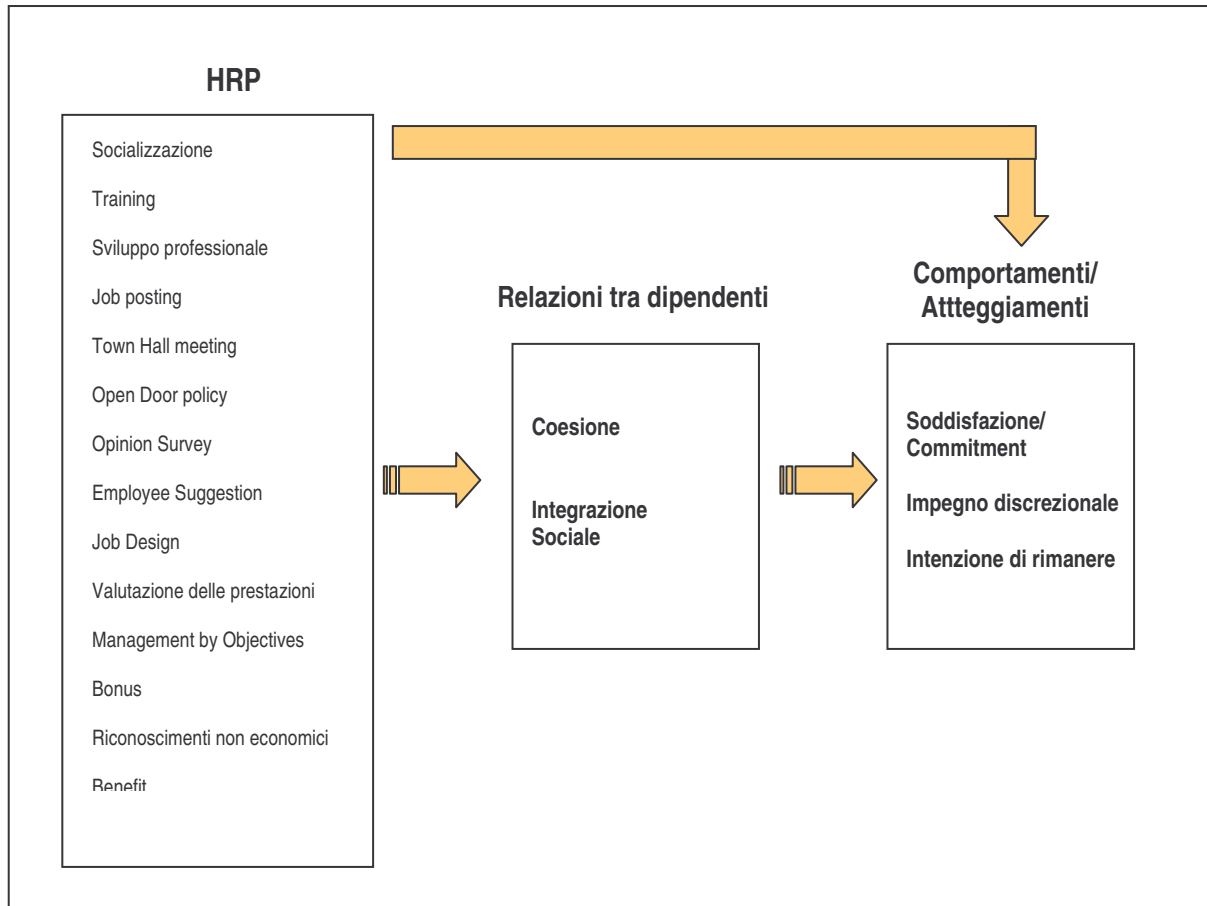 HRP
Socializzazione
Training
Sviluppo professionale
Job posting
Town Hall meeting
Open Door policy
Opinion Survey
Employee Suggestion
Job Design
Valutazione delle prestazioni
Management by Objectives
Bonus
Riconoscimenti non economici
Benefit
Relazioni tra dipendenti
Coesione
Integrazione
Sociale
Comportamenti/
Attteggiamenti
Soddisfazione/
Commitment
Impegno discrezionale
Intenzione di rimanere